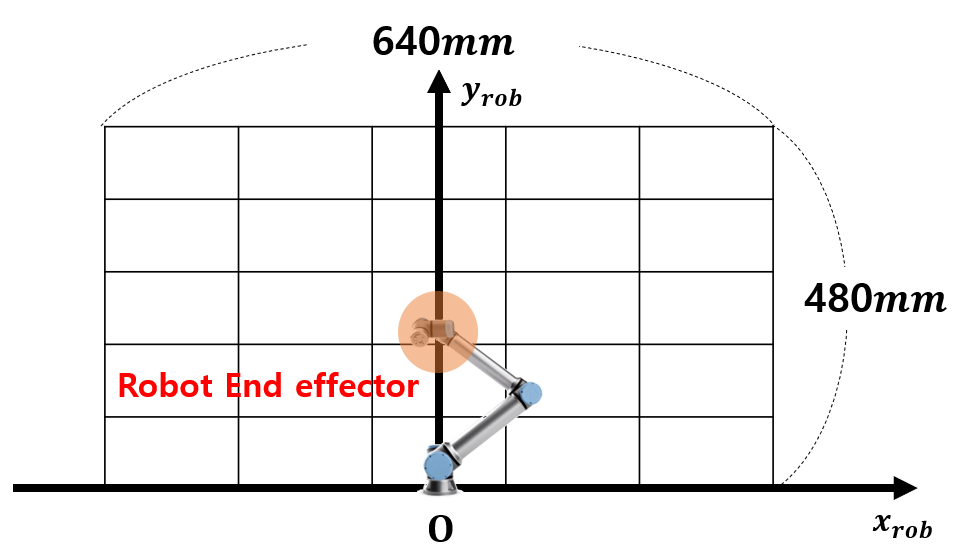 640mm
y_rob
480mm
Robot End effector
O
x_rob